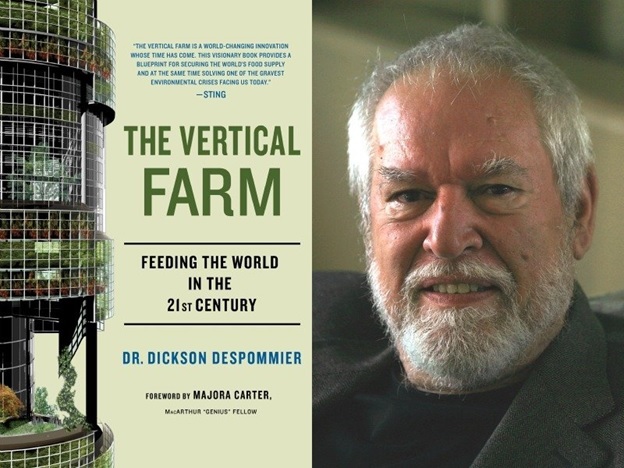 "THE VERTICAL FARM IS A WORLD-CHANGING INNOVATION
WHOSE TIME HAS COME. THIS VISIONARY BOOK PROVIDES A
BLUEPRINT FOR SECURING THE WORLD'S FOOD SUPPLY
AND AT THE SAME TIME SOLVING ONE OF THE GRAVEST
ENVIRONMENTAL CRISES FACING US TODAY."
—STING
THE VERTICAL
FARM
FEEDING THE WORLD
IN THE
21ST CENTURY
DR. DICKSON DESPOMMIER
FOREWORD BY MAJORA CARTER,
MACARTHUR "GENIUS" FELLOW